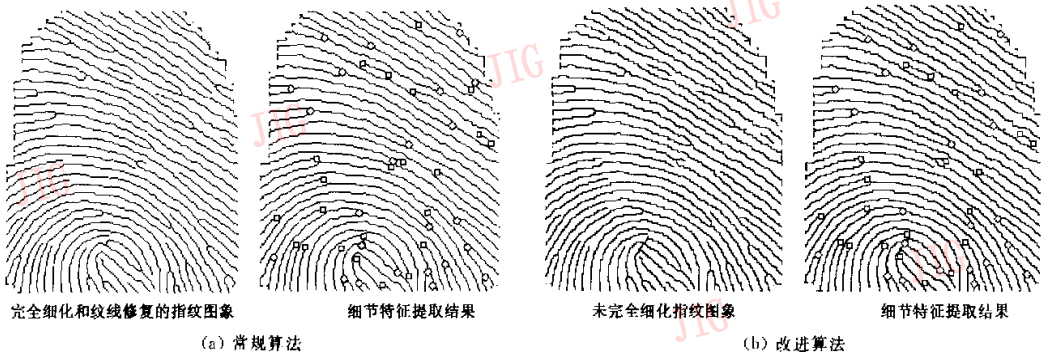 JIG
JIG
JIG
JIG
JIG
JIG
完全细化和纹线修复的指纹图象
细节特征提取结果
未完全细化指纹图象
细节特征提取结果
(a) 常规算法
(b) 改进算法